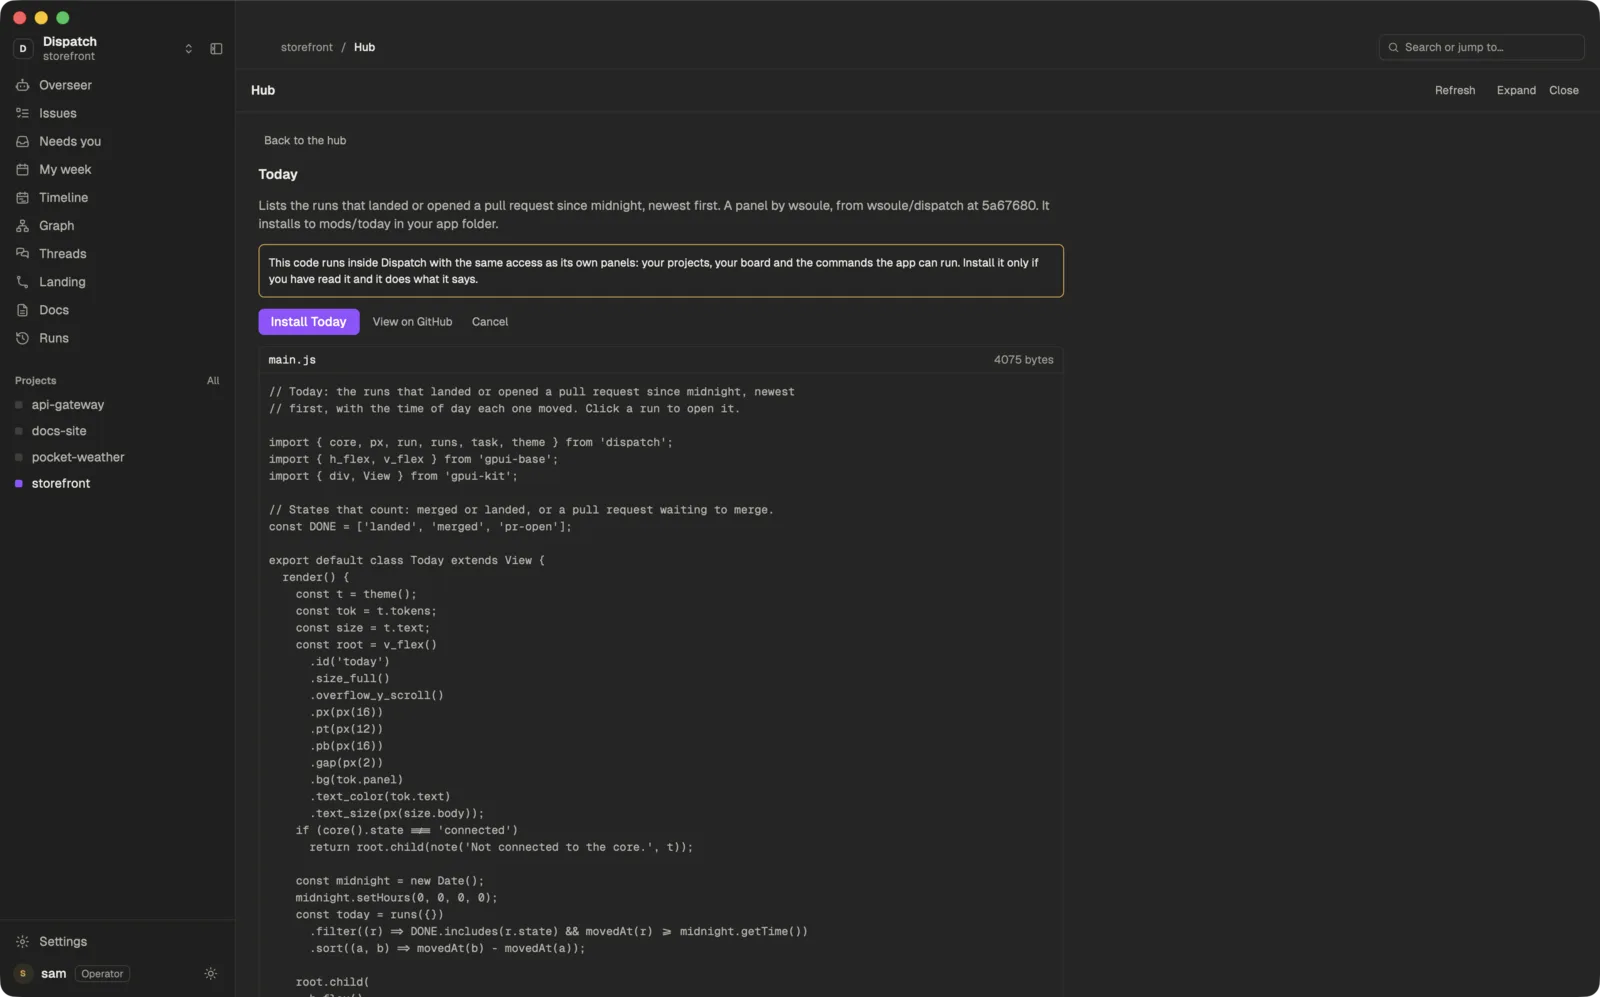 D
Dispatch
storefront
Overseer
Issues
Needs you
My week
Timeline
Graph
Threads
Landing
Docs
Runs
Projects
All
api-gateway
docs-site
pocket-weather
storefront
Settings
S
sam
Operator
storefront / Hub
Search or jump to…
Hub
Refresh
Expand
Close
Back to the hub
Today
Lists the runs that landed or opened a pull request since midnight, newest first. A panel by wsoule, from wsoule/dispatch at 5a67680. It
installs to mods/today in your app folder.
This code runs inside Dispatch with the same access as its own panels: your projects, your board and the commands the app can run. Install it only if
you have read it and it does what it says.
Install Today
View on GitHub
Cancel
main.js
4075 bytes
// Today: the runs that landed or opened a pull request since midnight, newest
// first, with the time of day each one moved. Click a run to open it.
import { core, px, run, runs, task, theme } from 'dispatch';
import { h_flex, v_flex } from 'gpui-base';
import { div, View } from 'gpui-kit';
// States that count: merged or landed, or a pull request waiting to merge.
const DONE = ['landed', 'merged', 'pr-open'];
export default class Today extends View {
render() {
const t = theme();
const tok = t.tokens;
const size = t.text;
const root = v_flex()
.id('today')
.size_full()
.overflow_y_scroll()
.px(px(16))
.pt(px(12))
.pb(px(16))
.gap(px(2))
.bg(tok.panel)
.text_color(tok.text)
.text_size(px(size.body));
if (core().state !== 'connected')
return root.child(note('Not connected to the core.', t));
const midnight = new Date();
midnight.setHours(0, 0, 0, 0);
const today = runs({})
.filter((r) => DONE.includes(r.state) && movedAt(r) >= midnight.getTime())
.sort((a, b) => movedAt(b) - movedAt(a));
root.child(